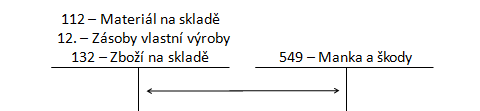 112 – Materiál na skladě
12. – Zásoby vlastní výroby
132 – Zboží na skladě
549 – Manka a škody